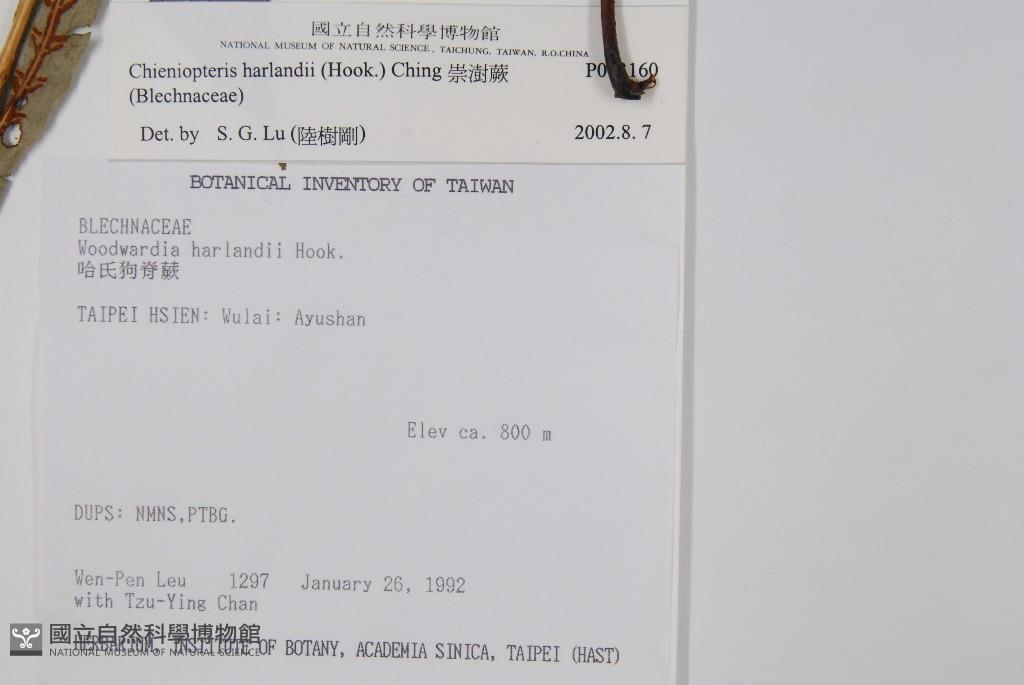 國立自然科學博物館
NATIONAL MUSEUM OF NATURAL SCIENCE, TAICHUNG, TAIWAN, R.O.CHINA
Chieniopteris harlandii (Hook.) Ching 崇澍蕨
(Blechnaceae)
Det. by S. G. Lu (陸樹剛) 2002.8. 7
BOTANICAL INVENTORY OF TAIWAN
BLECHNACEAE
Woodwardia harlandii Hook.
哈氏狗脊蕨
TAIPEI HSIEN: Wulai: Ayushan
Elev ca. 800 m
DUPS: NMNS,PTBG.
Wen-Pen Leu 1297 January 26, 1992
with Tzu-Ying Chan
國立自然科學博物館
NATIONAL MUSEUM OF NATURAL SCIENCE
HERBARIUM, INSTITUTE OF BOTANY, ACADEMIA SINICA, TAIPEI (HAST)